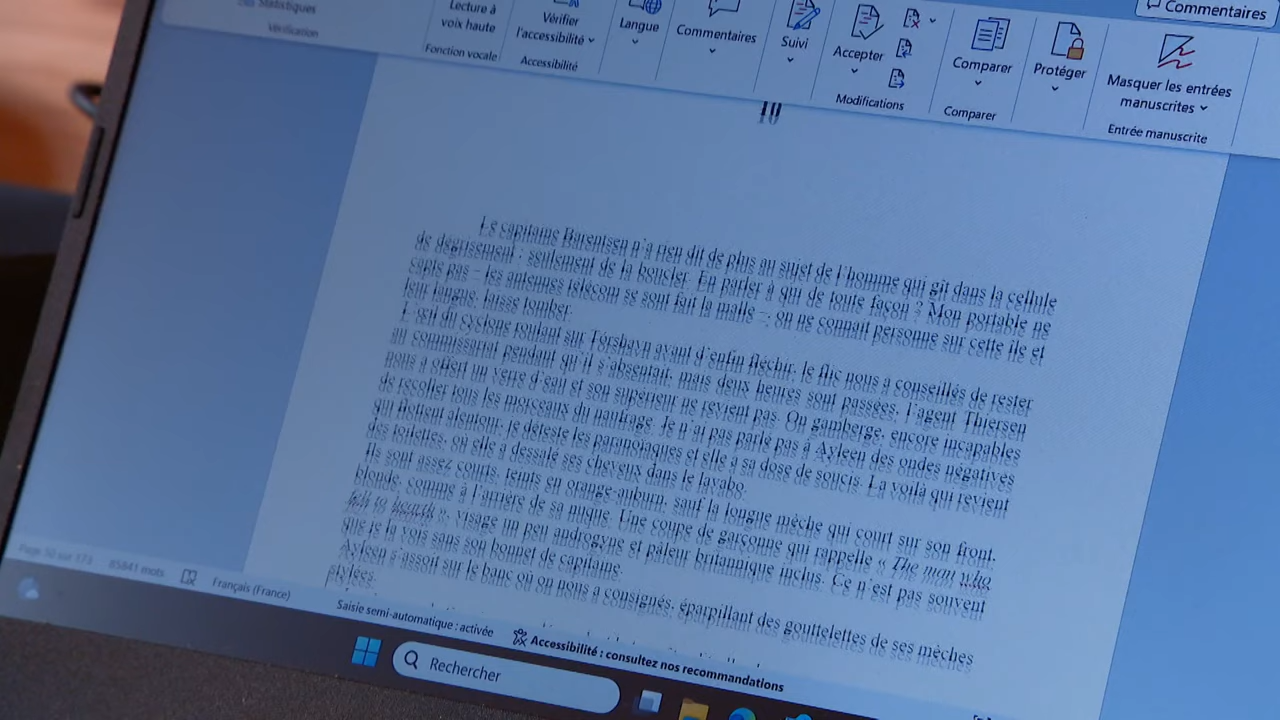 Commentaires
Statistiques
Vérification
Lecture à
voix haute
Fonction vocale
Vérifier
l'accessibilité
Accessibilité
Langue
Commentaires
Suivi
Accepter
Modifications
Comparer
Comparer
Protéger
Masquer les entrées
manuscrites
Entrée manuscrite
10
Le capitaine Barentsen n'a rien dit de plus au sujet de l'homme qui gît dans la cellule
de dégrisement ; seulement de la boucler. En parler à qui de toute façon ? Mon portable ne
capte pas – les antennes télécom se sont fait la malle – ; on ne connaît personne sur cette île et
leur langue, laisse tomber.
L'œil du cyclone roulant sur Tórshavn avant d'enfin fléchir, le flic nous a conseillés de rester
au commissariat pendant qu'il s'absentait, mais deux heures sont passées, l'agent Thiersen
nous a offert un verre d'eau et son supérieur ne revient pas. On gamberge, encore incapables
de recoller tous les morceaux du naufrage. Je n'ai pas parlé pas à Ayleen des ondes négatives
qui flottent alentour, je déteste les paranoïaques et elle a sa dose de soucis. La voilà qui revient
des toilettes, où elle a dessalé ses cheveux dans le lavabo.
Ils sont assez courts, teints en orange-auburn, sauf la longue mèche qui court sur son front,
blonde, comme à l'arrière de sa nuque. Une coupe de garçonne qui rappelle « The man who
fell to hearth », visage un peu androgyne et pâleur britannique inclus. Ce n'est pas souvent
que je la vois sans son bonnet de capitaine.
Ayleen s'assoit sur le banc où on nous a consignés, éparpillant des gouttelettes de ses mèches
stylées.
Page 30 sur 173
85841 mots
Français (France)
Saisie semi-automatique : activée
Accessibilité : consultez nos recommandations
Rechercher